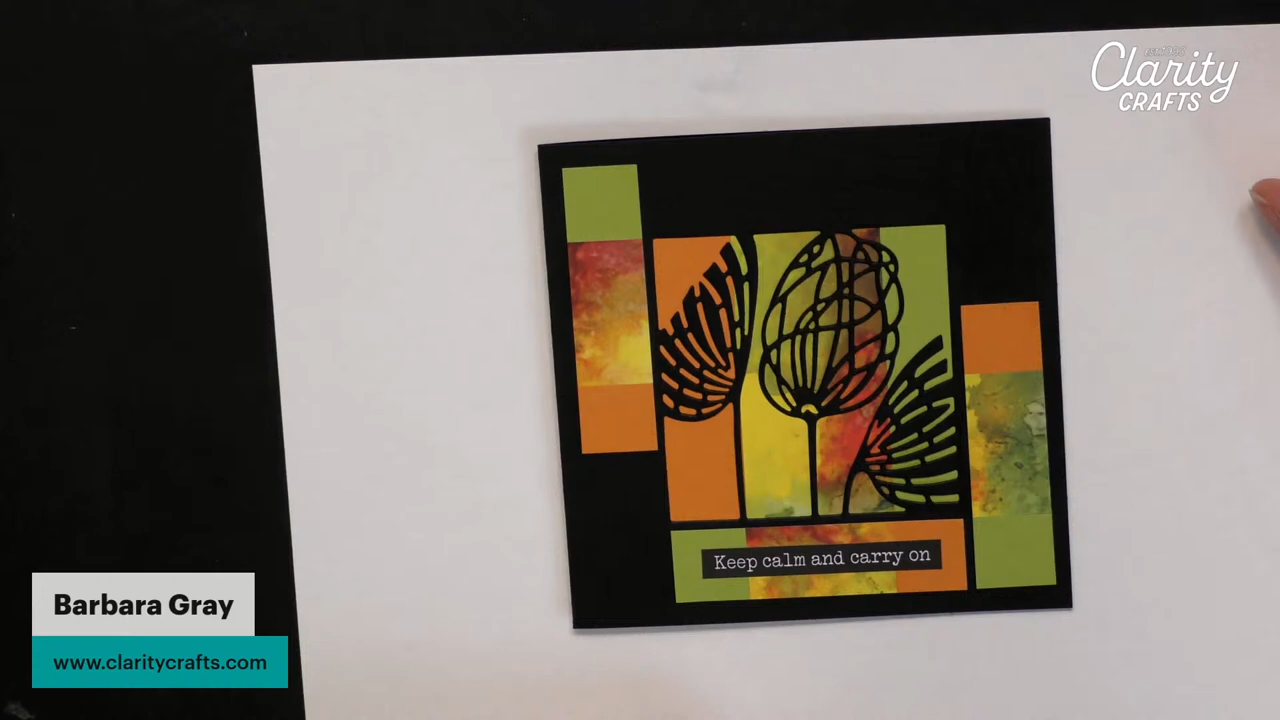 Clarity
CRAFTS
Keep calm and carry on
Barbara Gray
www.claritycrafts.com